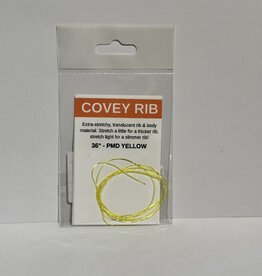 COVEY RIB
Extra-stretchy, translucent rib & body
material. Stretch a little for a thicker rib,
stretch tight for a slimmer rib!
36" - PMD YELLOW